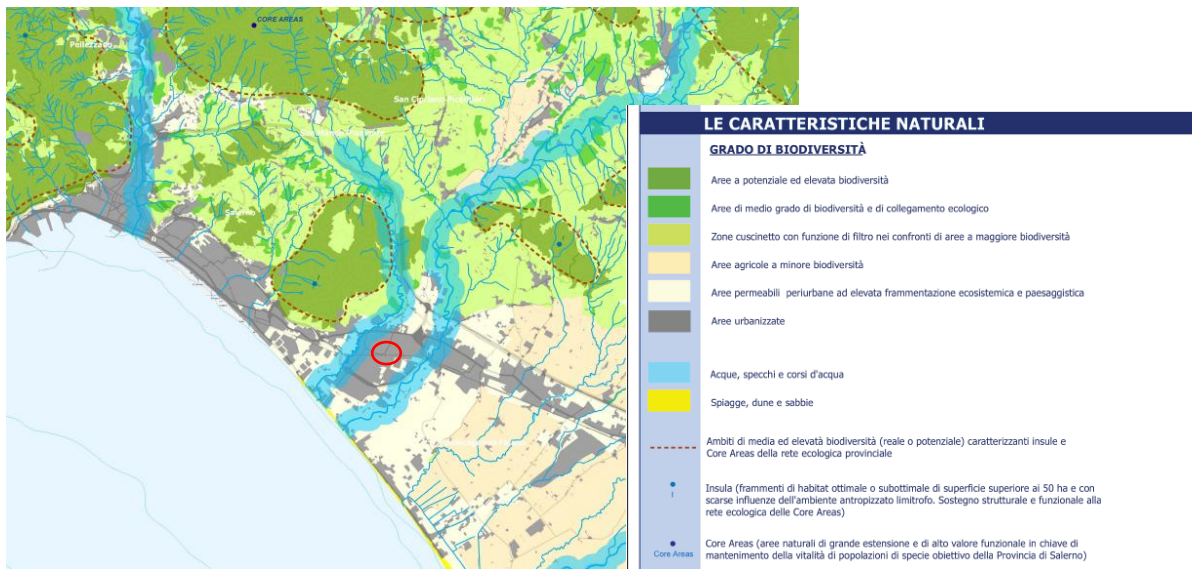 CORE AREAS
Pellezzano
San Cipriano Picentino
Salerno
LE CARATTERISTICHE NATURALI
GRADO DI BIODIVERSITÀ
Aree a potenziale ed elevata biodiversità
Aree di medio grado di biodiversità e di collegamento ecologico
Zone cuscinetto con funzione di filtro nei confronti di aree a maggiore biodiversità
Aree agricole a minore biodiversità
Aree permeabili periurbane ad elevata frammentazione ecosistemica e paesaggistica
Aree urbanizzate
Acque, specchi e corsi d'acqua
Spiagge, dune e sabbie
Ambiti di media ed elevatà biodiversità (reale o potenziale) caratterizzanti insule e
Core Areas della rete ecologica provinciale
I
Insula (frammenti di habitat ottimale o subottimale di superficie superiore ai 50 ha e con
scarse influenze dell'ambiente antropizzato limitrofo. Sostegno strutturale e funzionale alla
rete ecologica delle Core Areas)
Core Areas
Core Areas (aree naturali di grande estensione e di alto valore funzionale in chiave di
mantenimento della vitalità di popolazioni di specie obiettivo della Provincia di Salerno)